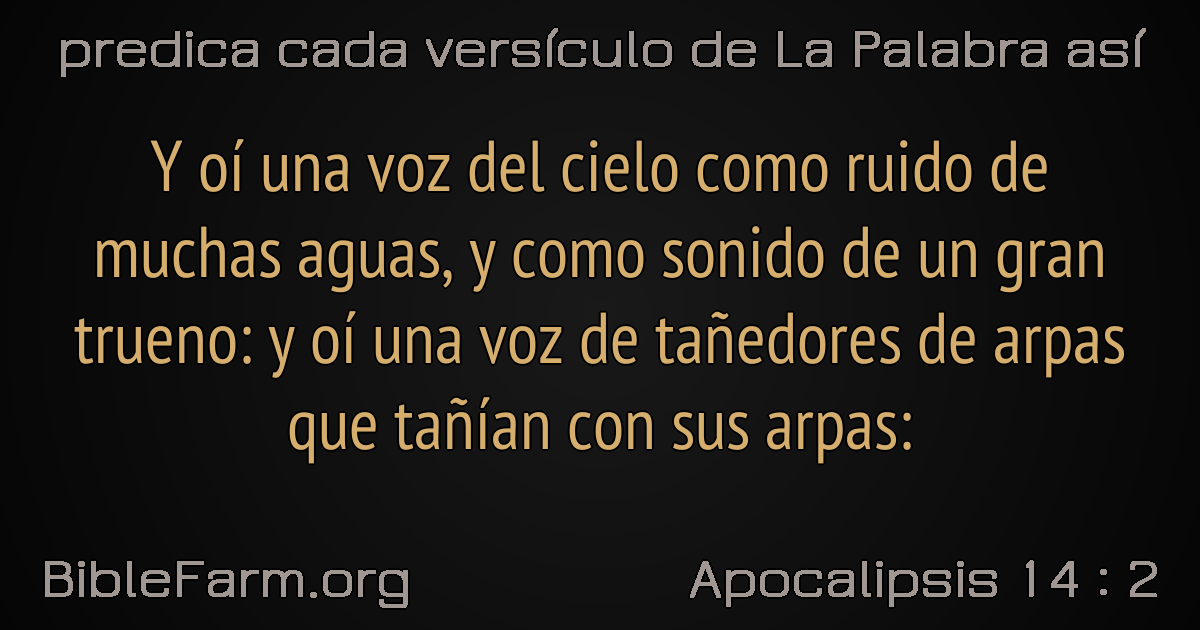 predica cada versículo de La Palabra así
Y oí una voz del cielo como ruido de
muchas aguas, y como sonido de un gran
trueno: y oí una voz de tañedores de arpas
que tañían con sus arpas:
BibleFarm.org
Apocalipsis 14 : 2